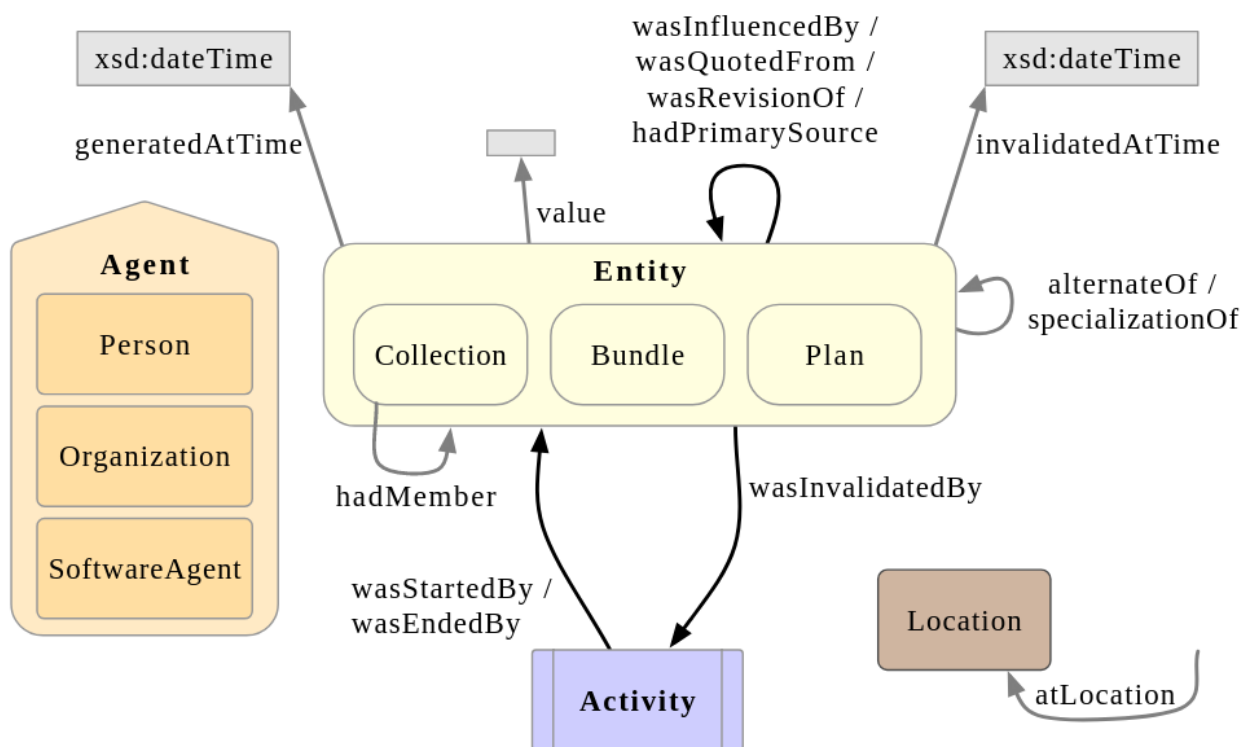 wasInfluencedBy /
wasQuotedFrom /
wasRevisionOf /
hadPrimarySource
xsd:dateTime
xsd:dateTime
generatedAtTime
invalidatedAtTime
value
Agent
Person
Organization
SoftwareAgent
Entity
Collection
Bundle
Plan
alternateOf /
specializationOf
hadMember
wasInvalidatedBy
wasStartedBy /
wasEndedBy
Activity
Location
atLocation